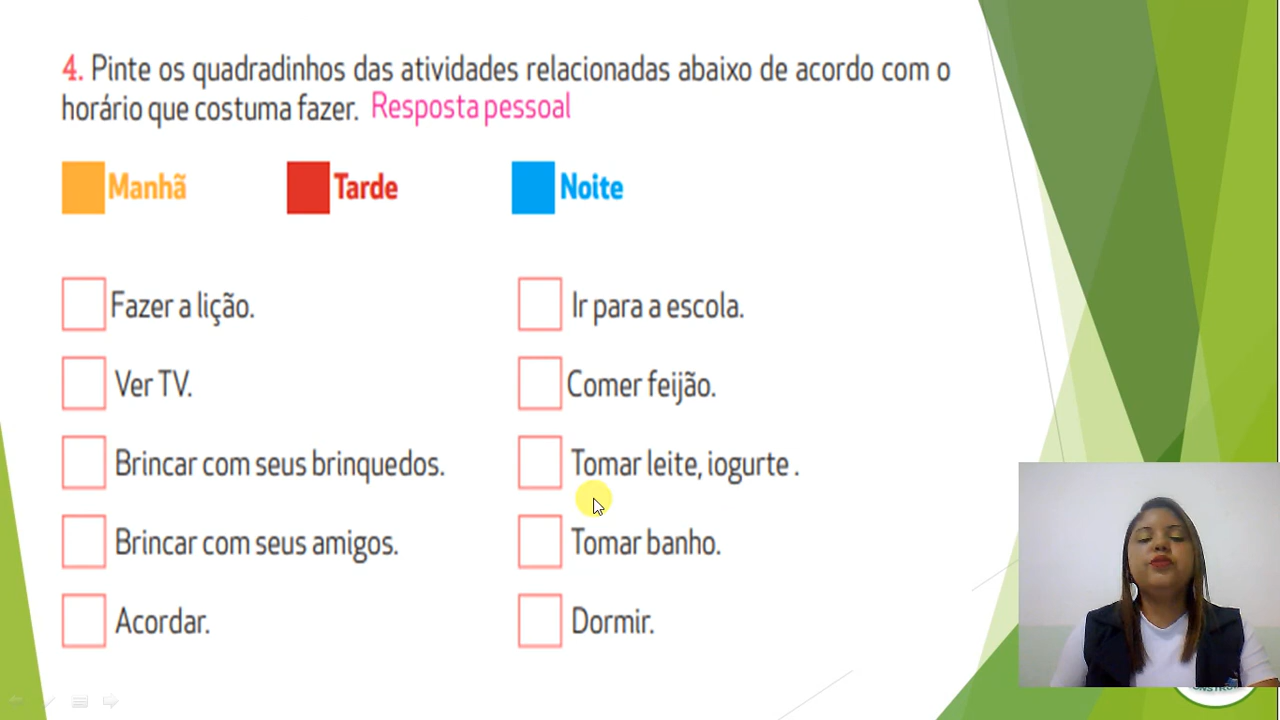 4. Pinte os quadradinhos das atividades relacionadas abaixo de acordo com o
horário que costuma fazer. Resposta pessoal
Manhã Tarde Noite
Fazer a lição. Ir para a escola.
Ver TV. Comer feijão.
Brincar com seus brinquedos. Tomar leite, iogurte .
Brincar com seus amigos. Tomar banho.
Acordar. Dormir.